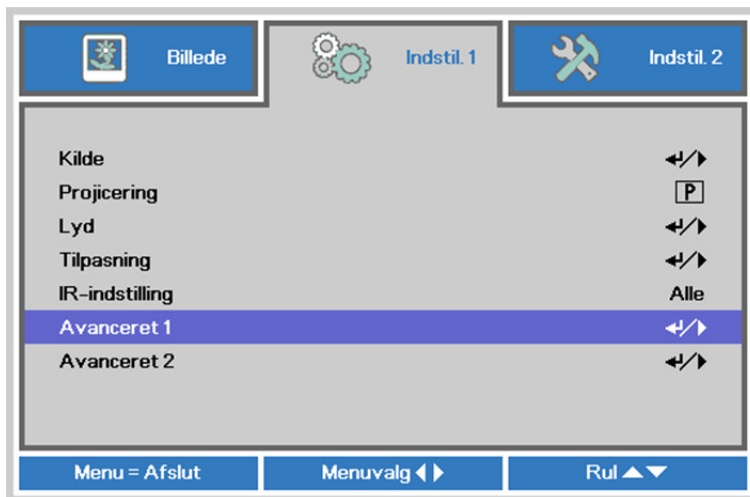 Billede Indstil. 1 Indstil. 2
Kilde
Projicering P
Lyd
Tilpasning
IR-indstilling Alle
Avanceret 1
Avanceret 2
Menu = Afslut Menuvalg Rul